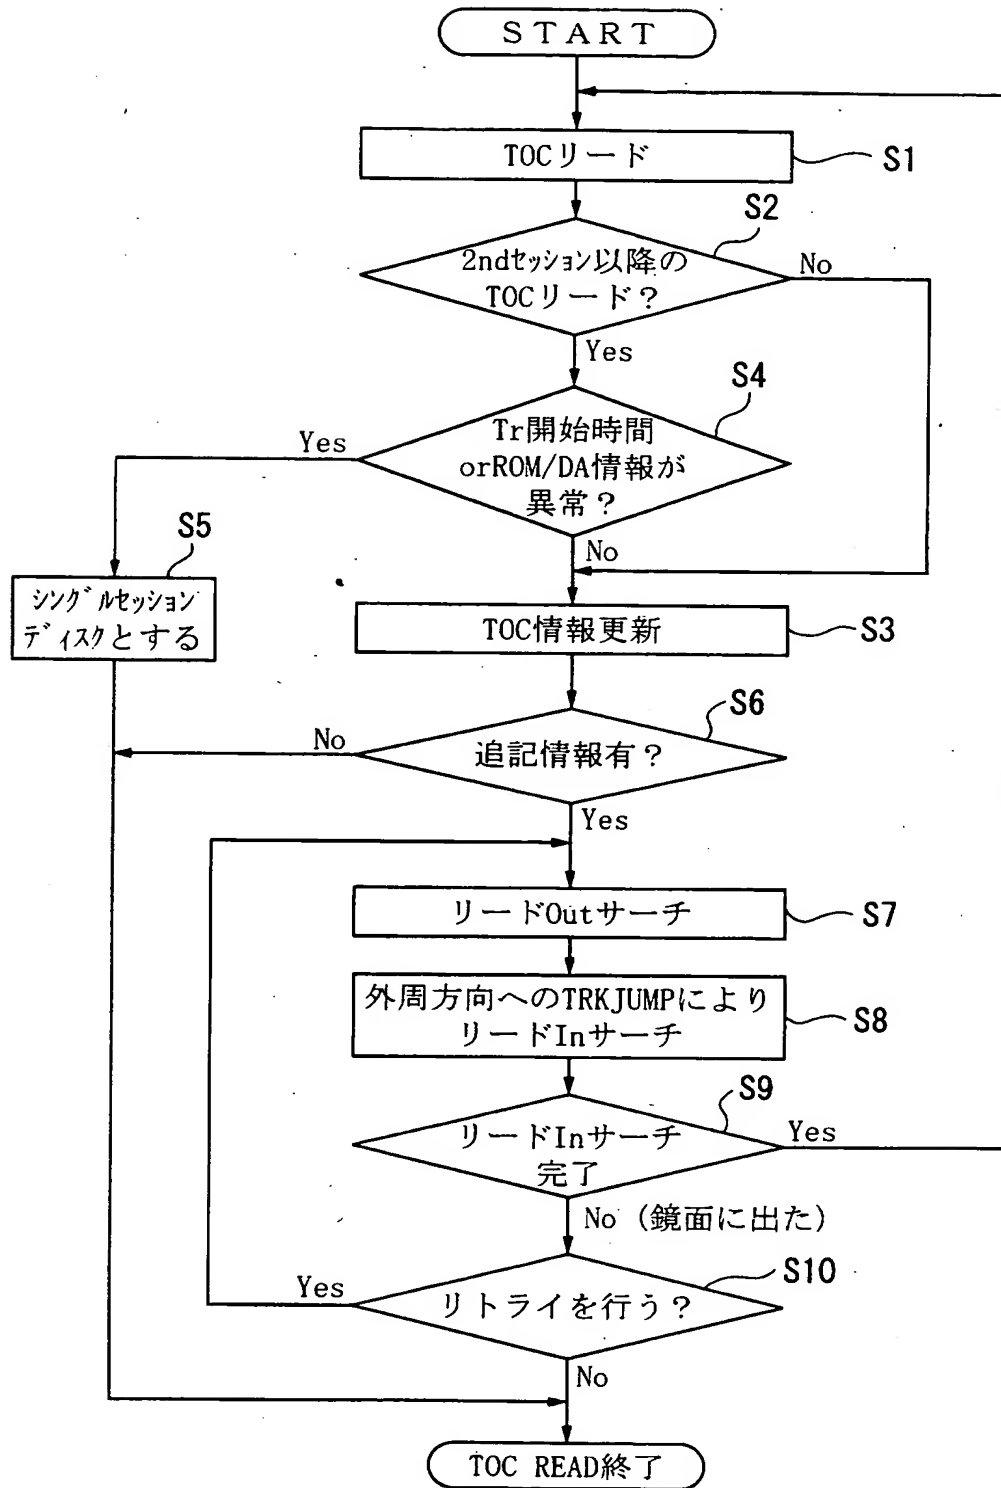 START
TOCリード
S1
S2
2ndセッション以降の
TOCリード？
No
Yes
S4
Tr開始時間
orROM/DA情報が
異常？
Yes
No
S5
シングルセッション
ディスクとする
TOC情報更新
S3
S6
追記情報有？
No
Yes
リードOutサーチ
S7
外周方向へのTRKJUMPにより
リードInサーチ
S8
S9
リードInサーチ
完了
Yes
No（鏡面に出た）
S10
リトライを行う？
Yes
No
TOC READ終了